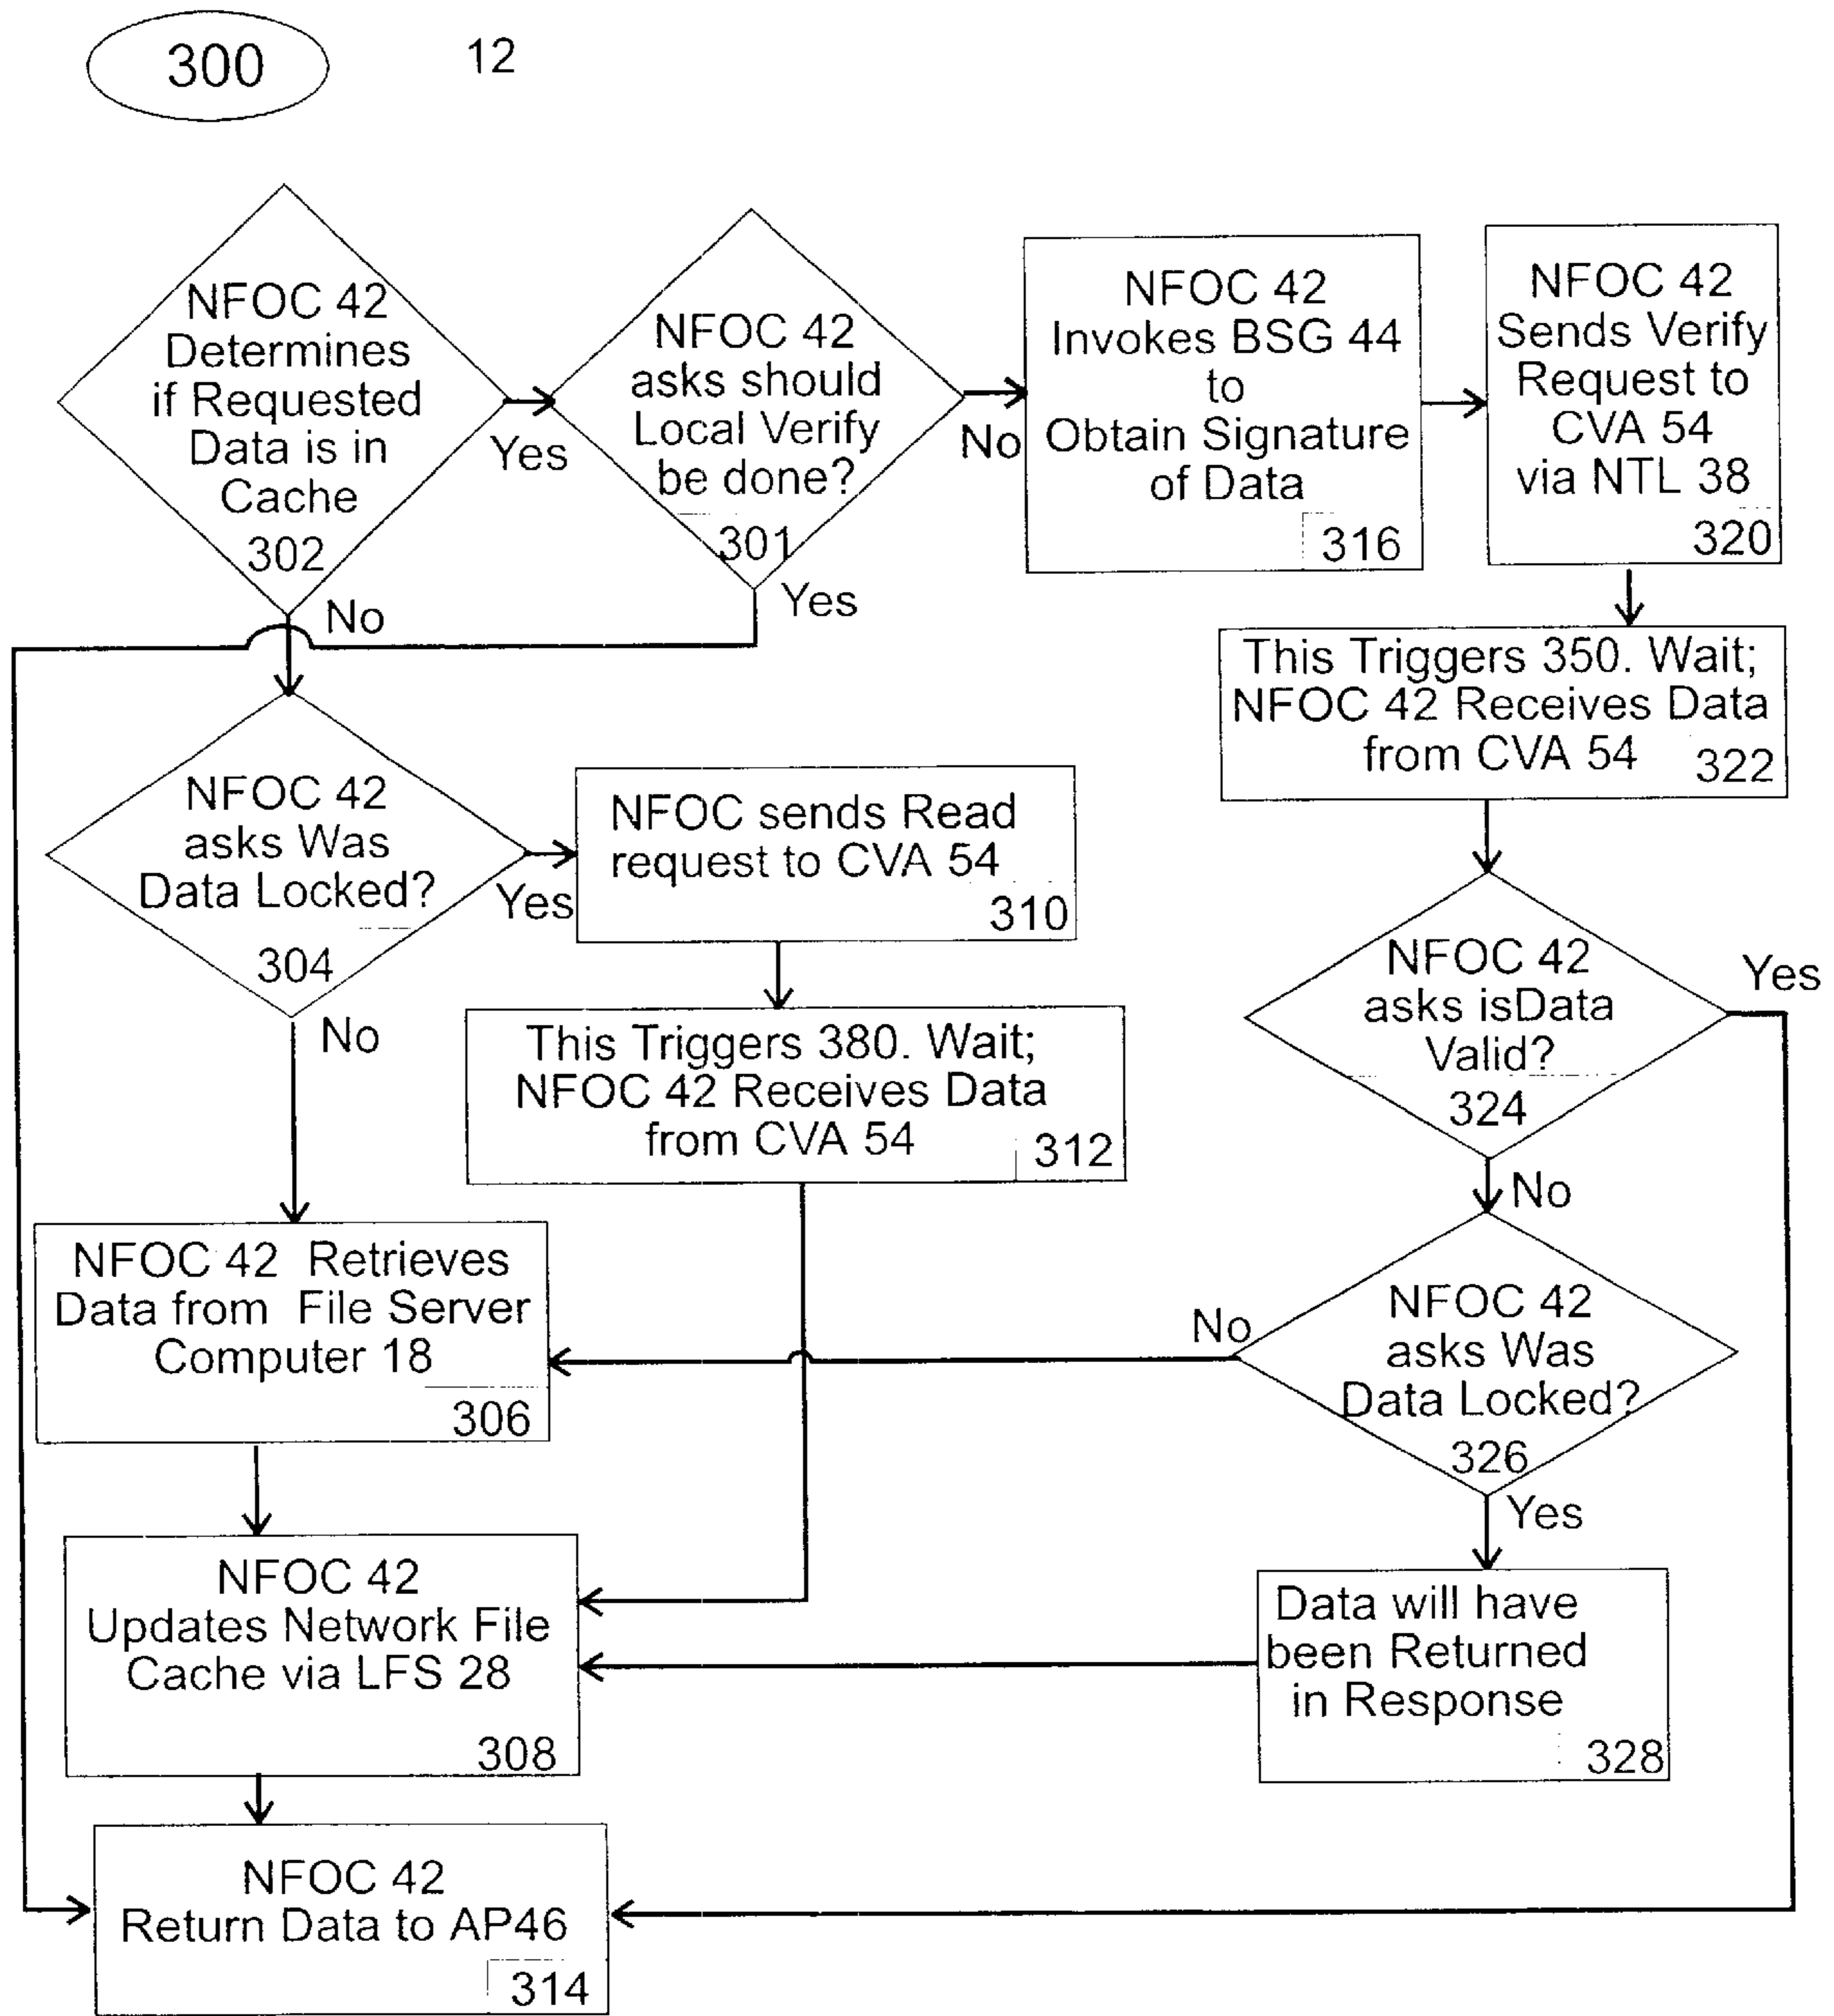 300
12
NFOC 42
Determines
if Requested
Data is in
Cache
302
Yes
No
NFOC 42
asks should
Local Verify
be done?
301
No
Yes
NFOC 42
Invokes BSG 44
to
Obtain Signature
of Data
316
NFOC 42
Sends Verify
Request to
CVA 54
via NTL 38
320
This Triggers 350. Wait;
NFOC 42 Receives Data
from CVA 54
322
NFOC 42
asks Was
Data Locked?
304
Yes
No
NFOC sends Read
request to CVA 54
310
This Triggers 380. Wait;
NFOC 42 Receives Data
from CVA 54
312
NFOC 42
asks isData
Valid?
324
Yes
No
NFOC 42 Retrieves
Data from File Server
Computer 18
306
NFOC 42
asks Was
Data Locked?
326
No
Yes
NFOC 42
Updates Network File
Cache via LFS 28
308
Data will have
been Returned
in Response
328
NFOC 42
Return Data to AP46
314